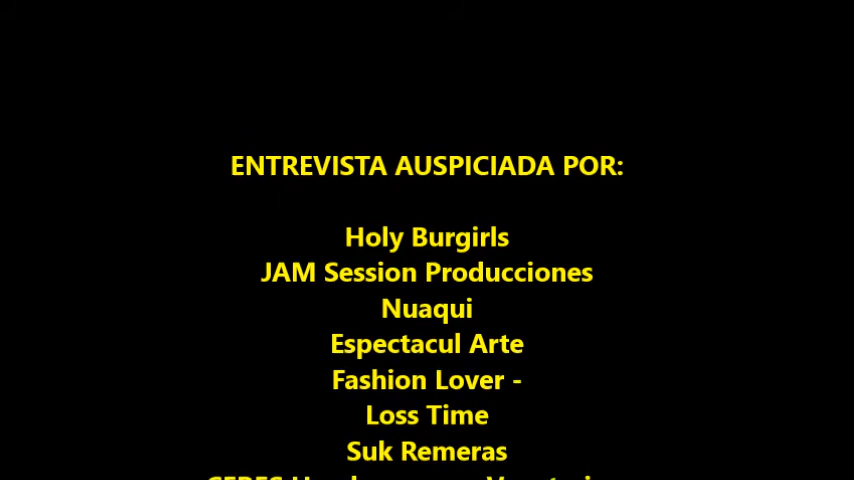 ENTREVISTA AUSPICIADA POR:
Holy Burgirls
JAM Session Producciones
Nuaqui
Espectacul Arte
Fashion Lover -
Loss Time
Suk Remeras